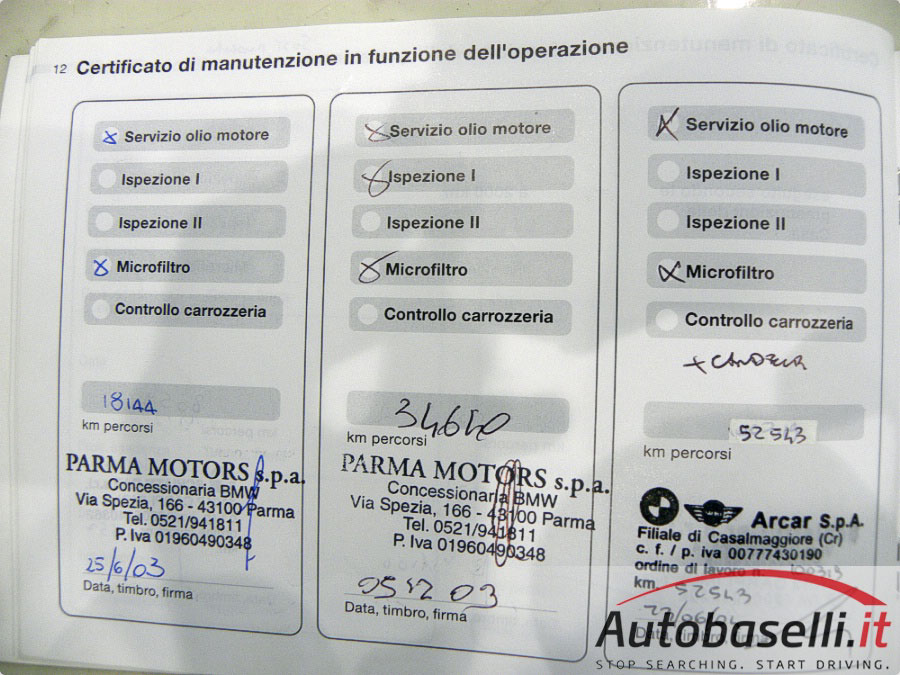 12 Certificato di manutenzione in funzione dell'operazione
Servizio olio motore
Ispezione I
Ispezione II
Microfiltro
Controllo carrozzeria
18144
km percorsi
PARMA MOTORS s.p.a.
Concessionaria BMW
Via Spezia, 166 - 43100 Parma
Tel. 0521/941811
P. Iva 01960490348
25/6/03
Data, timbro, firma
Servizio olio motore
Ispezione I
Ispezione II
Microfiltro
Controllo carrozzeria
34640
km percorsi
PARMA MOTORS s.p.a.
Concessionaria BMW
Via Spezia, 166 - 43100 Parma
Tel. 0521/941811
P. Iva 01960490348
05 12 03
Data, timbro, firma
Servizio olio motore
Ispezione I
Ispezione II
Microfiltro
Controllo carrozzeria
52543
km percorsi
Arcar S.p.A.
Filiale di Casalmaggiore (Cr)
c. f. / p. iva 00777430190
ordine di lavoro n.
km 52543
Autobaselli.it
STOP SEARCHING. START DRIVING.